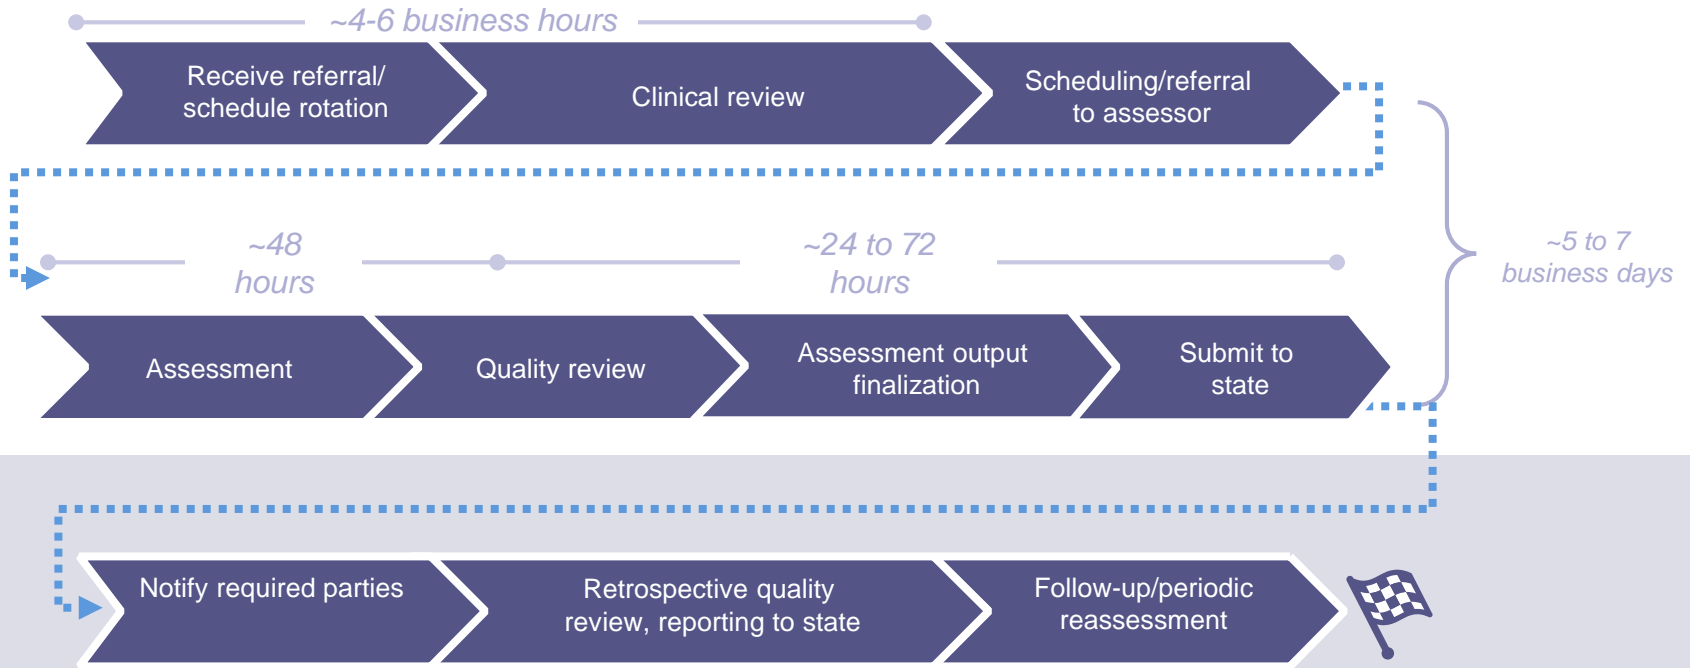 ~4-6 business hours
Receive referral/
schedule rotation
Clinical review
Scheduling/referral
to assessor
~48
hours
~24 to 72
hours
~5 to 7
business days
Assessment
Quality review
Assessment output
finalization
Submit to
state
Notify required parties
Retrospective quality
review, reporting to state
Follow-up/periodic
reassessment